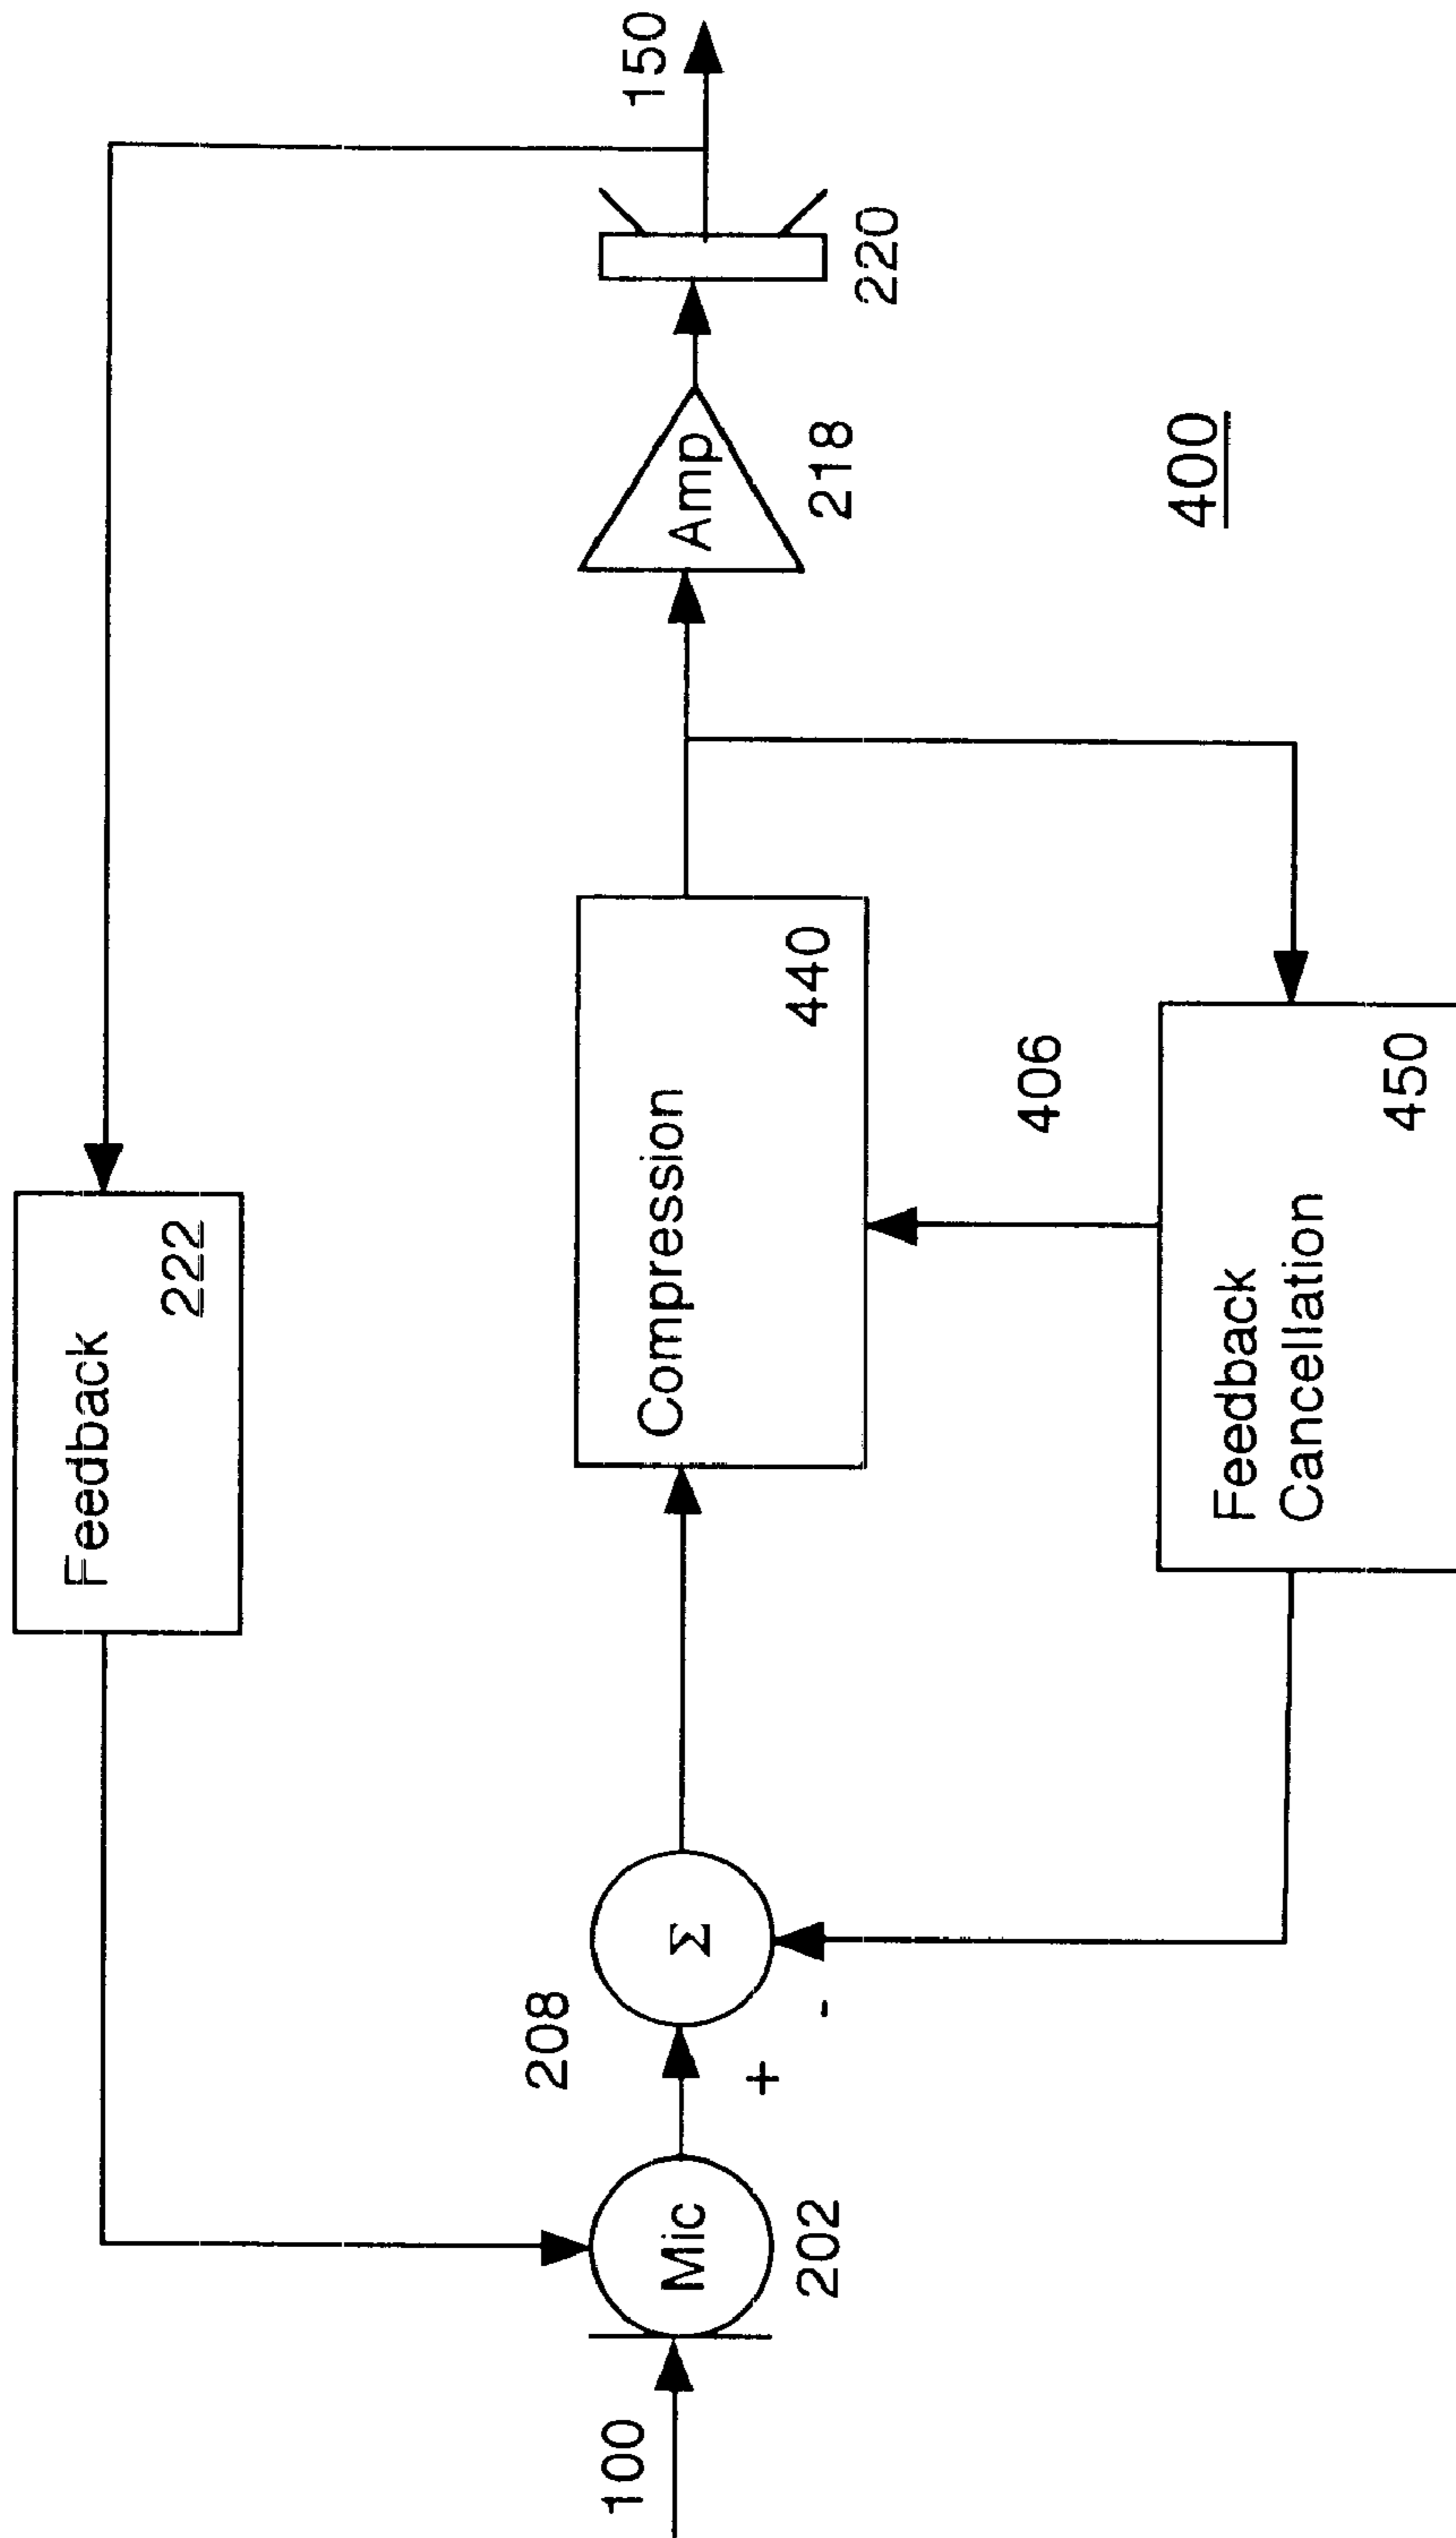 Feedback
222
100
Mic
202
208
+
-
Σ
Compression
440
406
Feedback
Cancellation
450
Amp
218
220
150
400